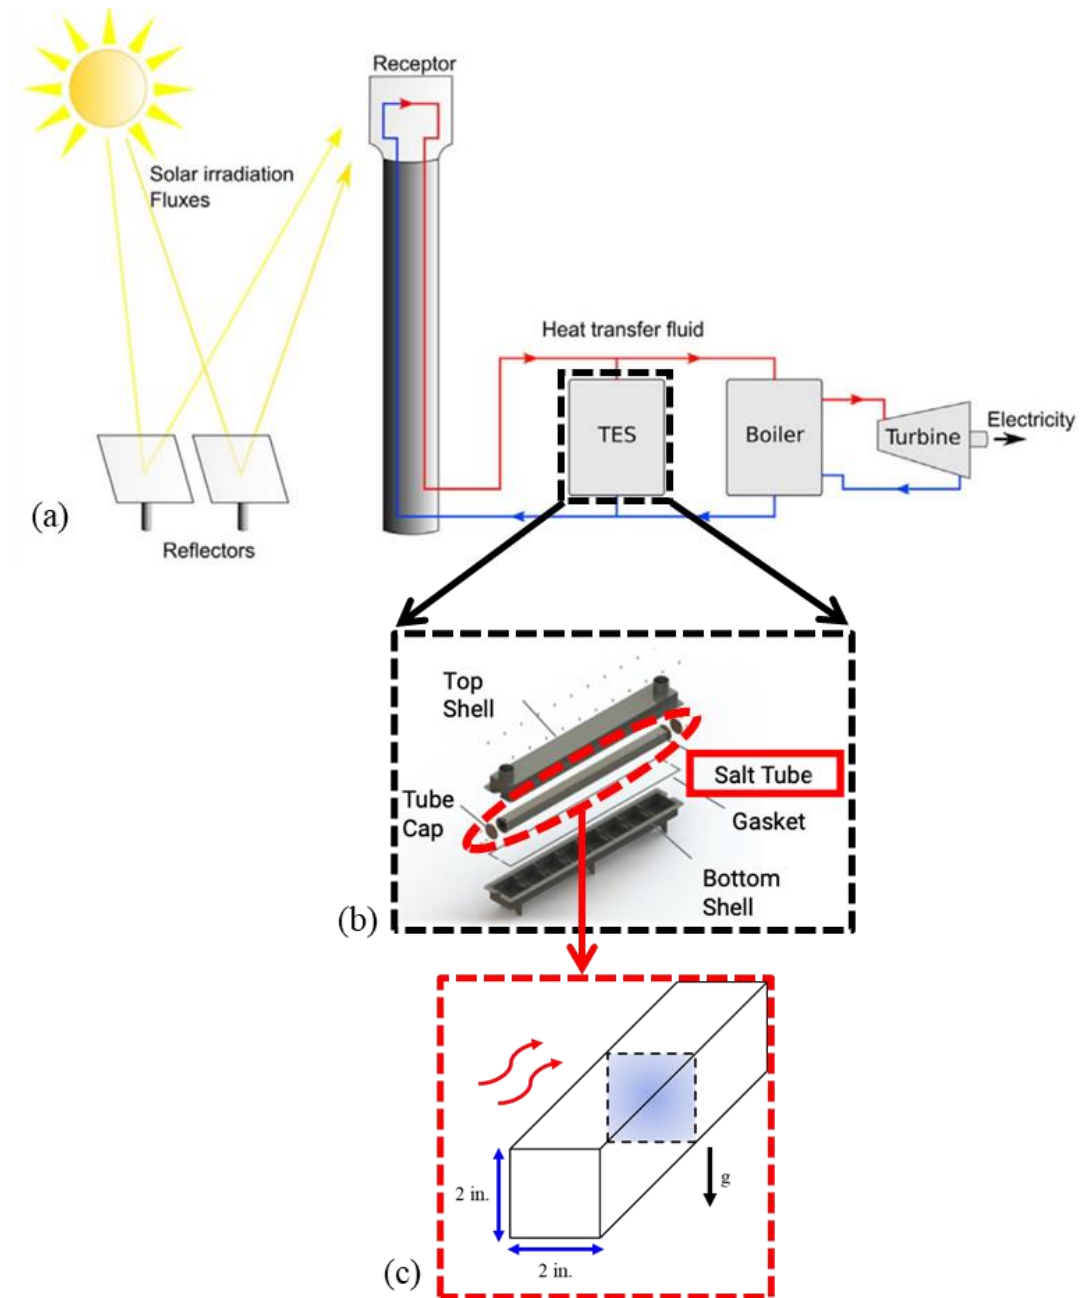 Receptor
Solar irradiation
Fluxes
Heat transfer fluid
TES
Boiler
Turbine
Electricity
(a)
Reflectors
Top
Shell
Salt Tube
Tube
Cap
Gasket
Bottom
Shell
(b)
2 in.
g
2 in.
(c)